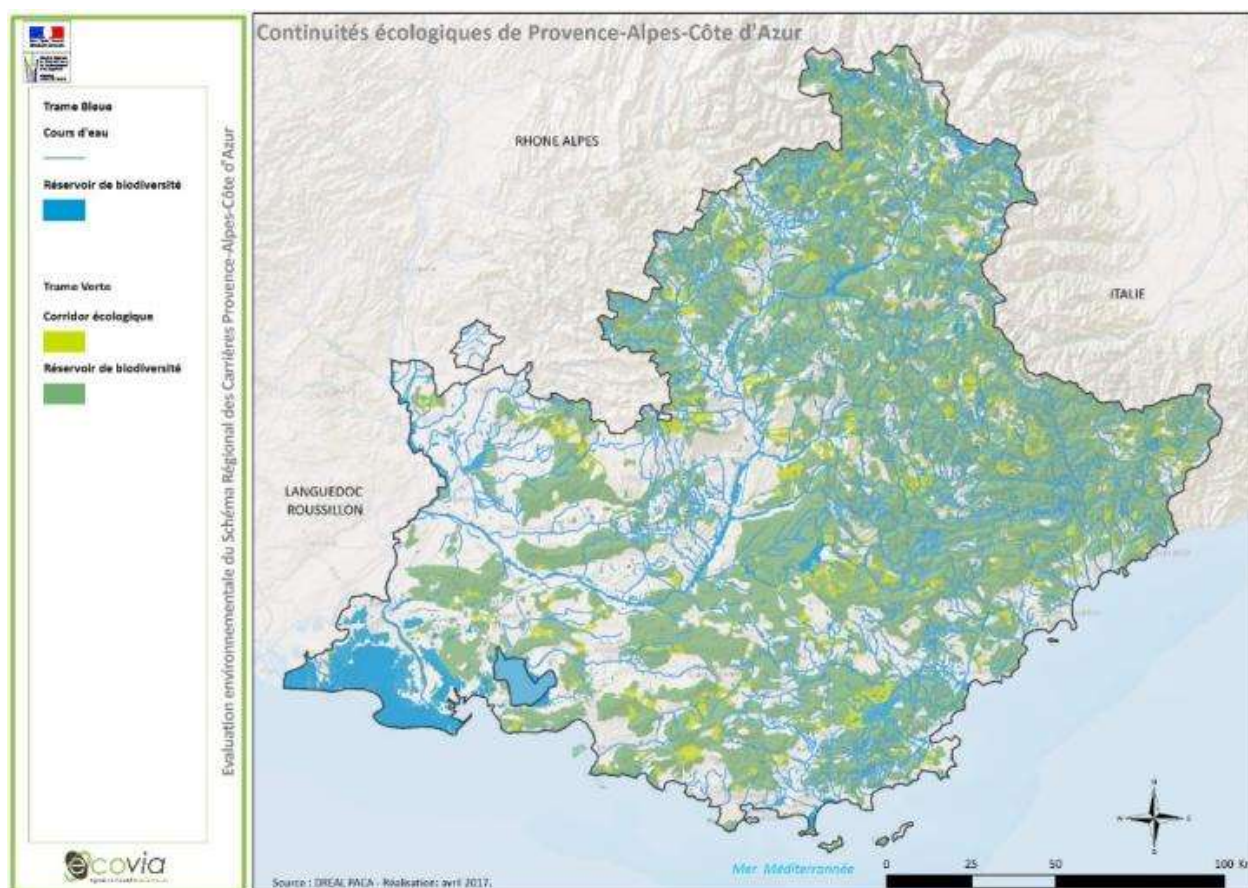 Continuités écologiques de Provence-Alpes-Côte d'Azur
Trame Bleue
Cours d'eau
Réservoir de biodiversité
Trame Verte
Corridor écologique
Réservoir de biodiversité
Evaluation environnementale du Schéma Régional des Carrières Provence-Alpes-Côte d'Azur
ecovia
RHONE ALPES
ITALIE
LANGUEDOC
ROUSSILLON
Mer Méditerrannée
N
W
E
S
0 25 50 100 Km
Source : DREAL PACA - Réalisation: avril 2017.